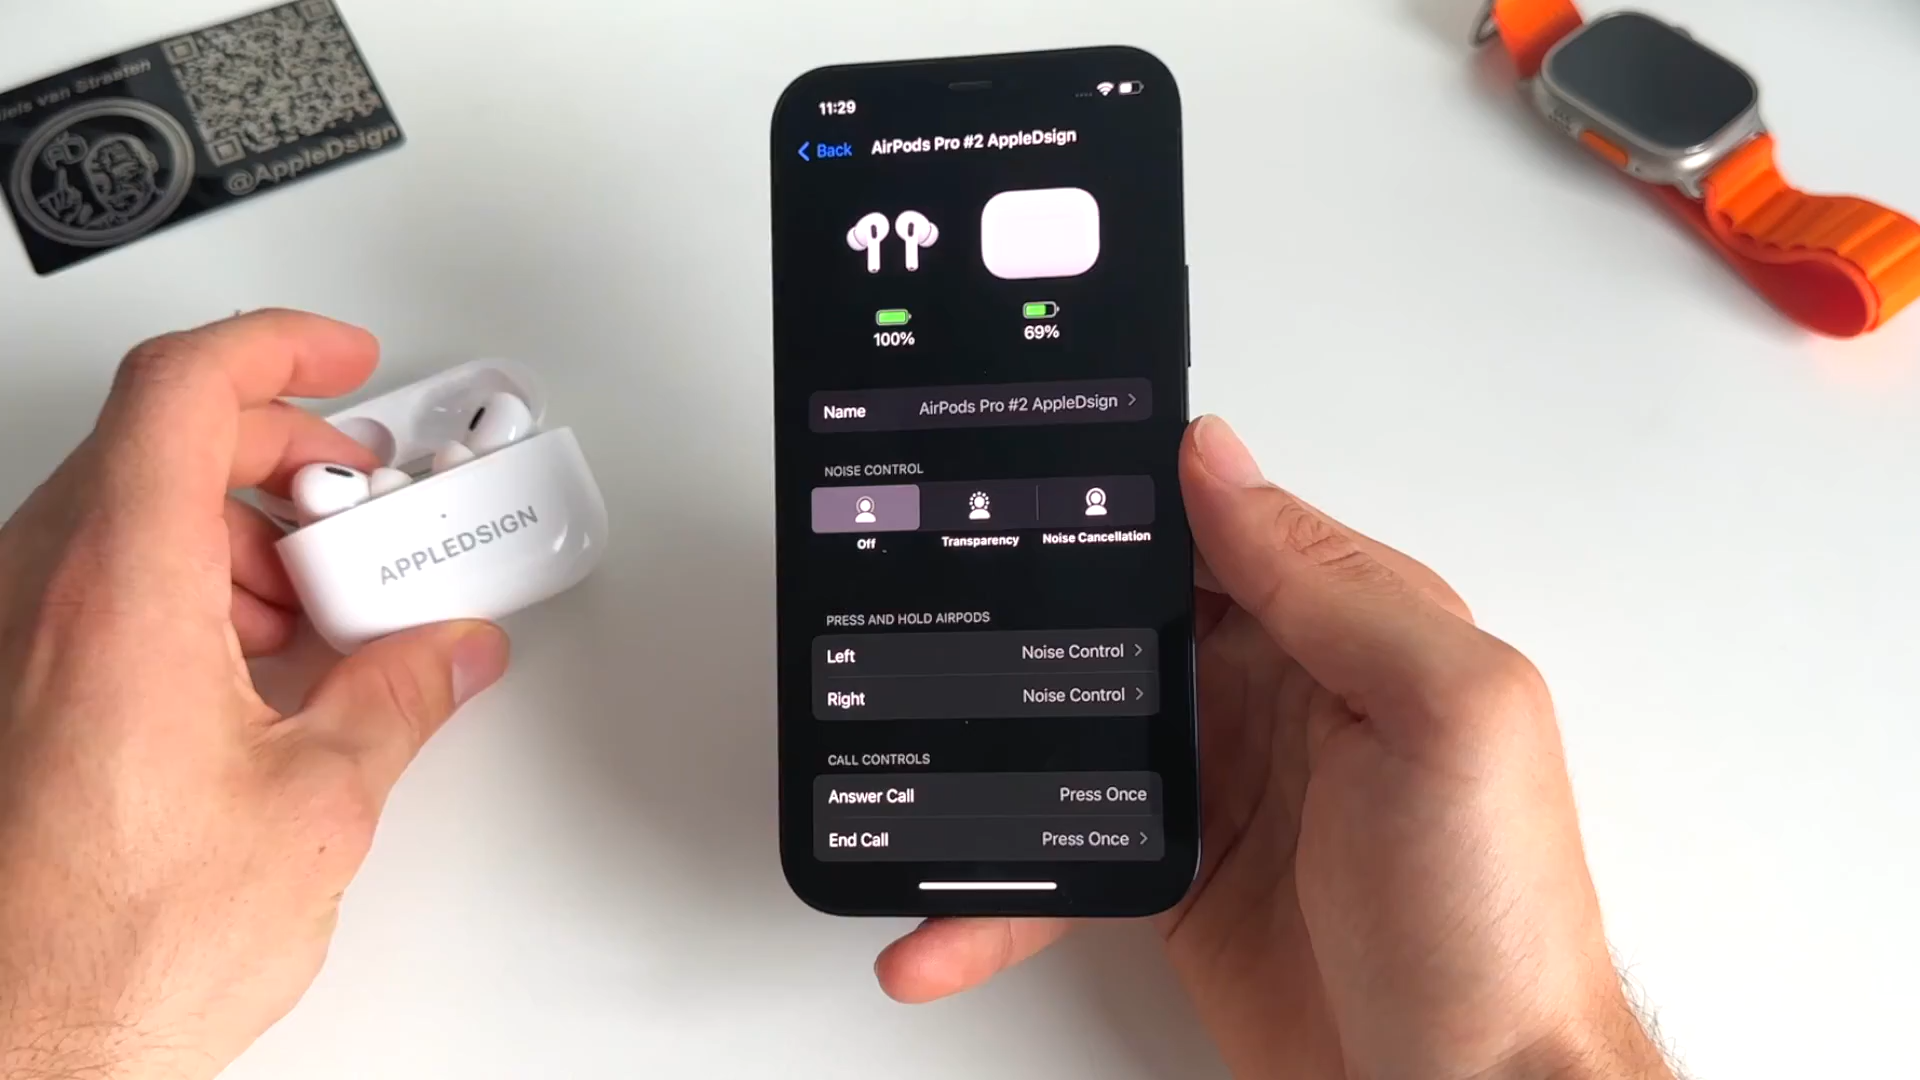 van Straaten
@AppleDsign
APPLEDSIGN
11:29
Back
AirPods Pro #2 AppleDsign
100%
69%
Name
AirPods Pro #2 AppleDsign
NOISE CONTROL
Off
Transparency
Noise Cancellation
PRESS AND HOLD AIRPODS
Left
Noise Control
Right
Noise Control
CALL CONTROLS
Answer Call
Press Once
End Call
Press Once